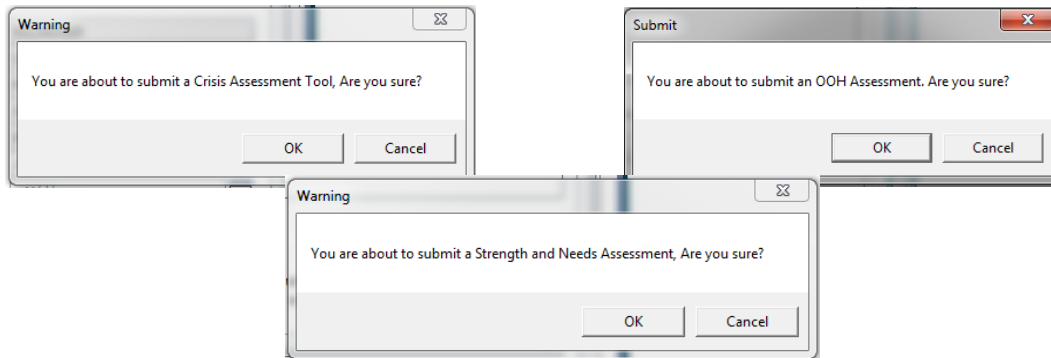 Warning
You are about to submit a Crisis Assessment Tool, Are you sure?
OK Cancel
Submit
You are about to submit an OOH Assessment. Are you sure?
OK Cancel
Warning
You are about to submit a Strength and Needs Assessment, Are you sure?
OK Cancel